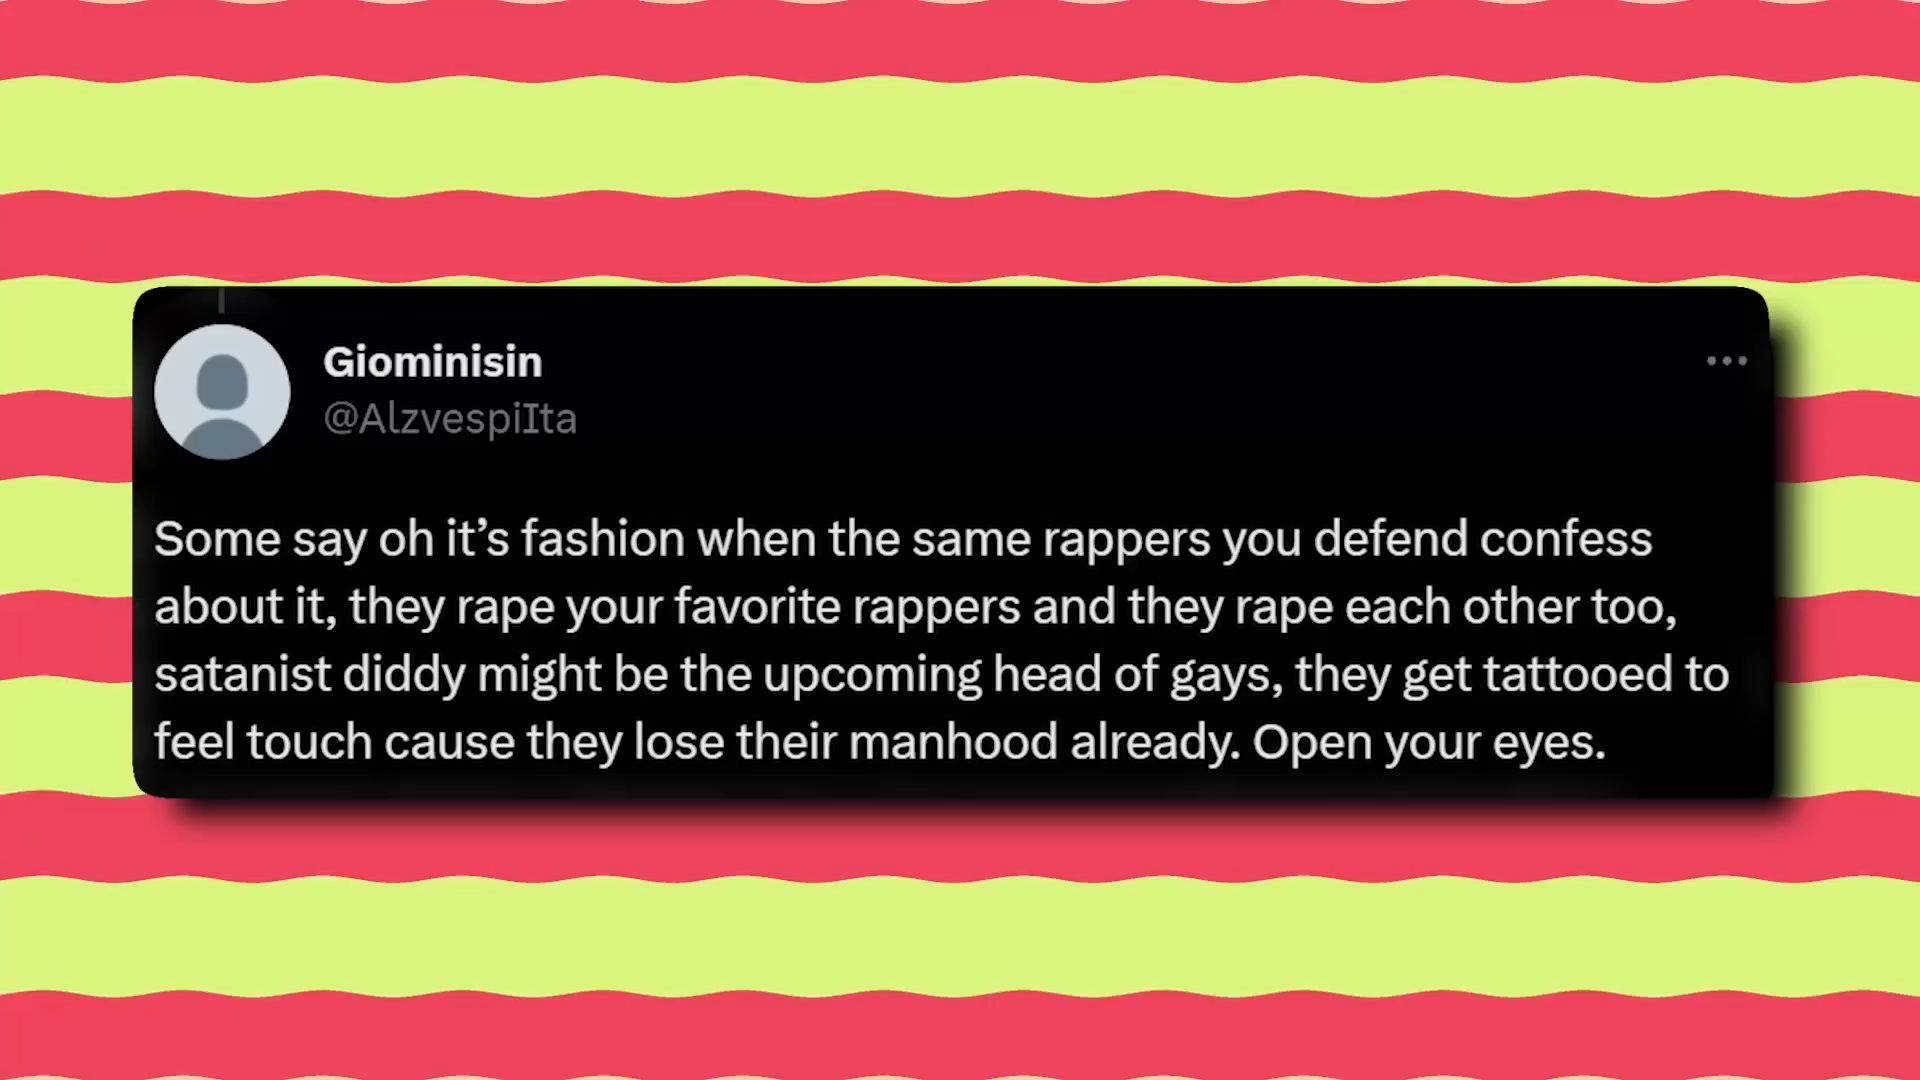 Giominisin
@AlzvespiIta
Some say oh it’s fashion when the same rappers you defend confess
about it, they rape your favorite rappers and they rape each other too,
satanist diddy might be the upcoming head of gays, they get tattooed to
feel touch cause they lose their manhood already. Open your eyes.